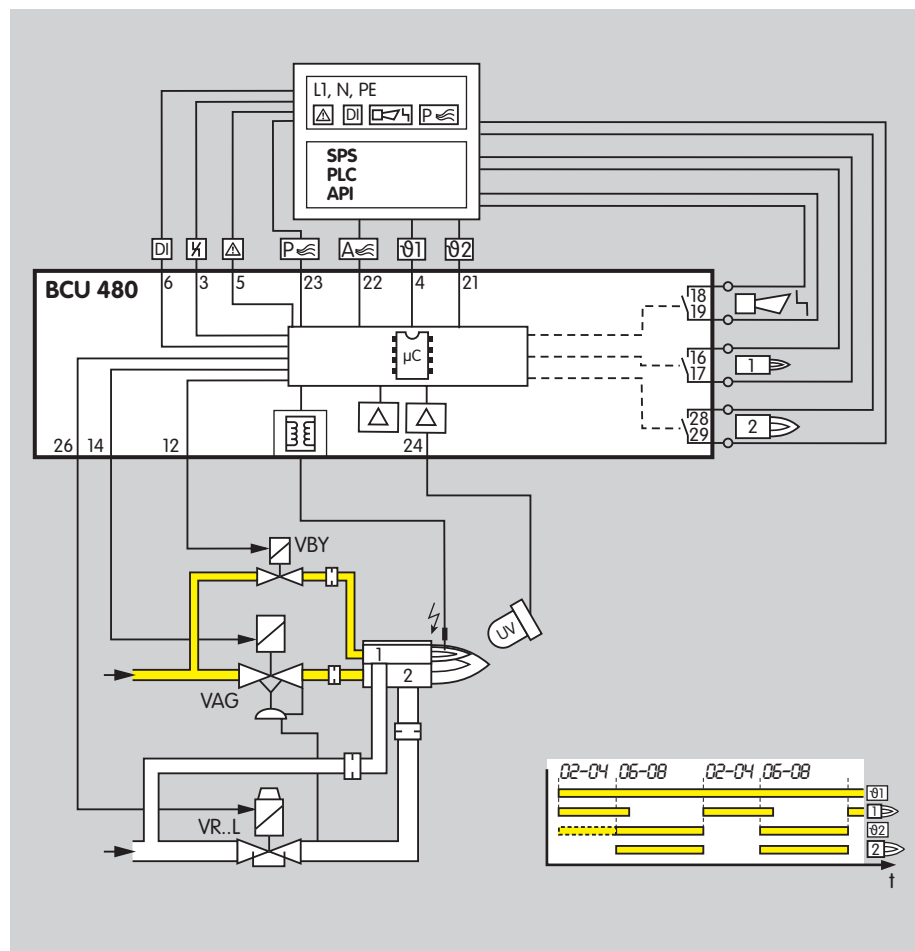 L1, N, PE
DI P
SPS
PLC
API
DI P A ϑ1 ϑ2
BCU 480
6 3 5 23 22 4 21
18
19
µC
16
17
1
28
29
2
26 14 12 24
VBY
UV
1
2
VAG
VR..L
02-04 06-08 02-04 06-08
ϑ1
1
ϑ2
2
t